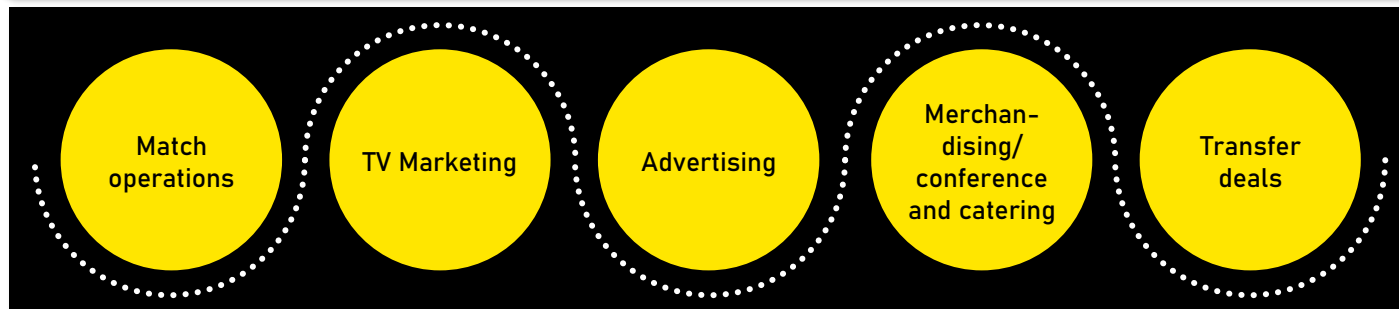 Match
operations
TV Marketing
Advertising
Merchan-
dising/
conference
and catering
Transfer
deals